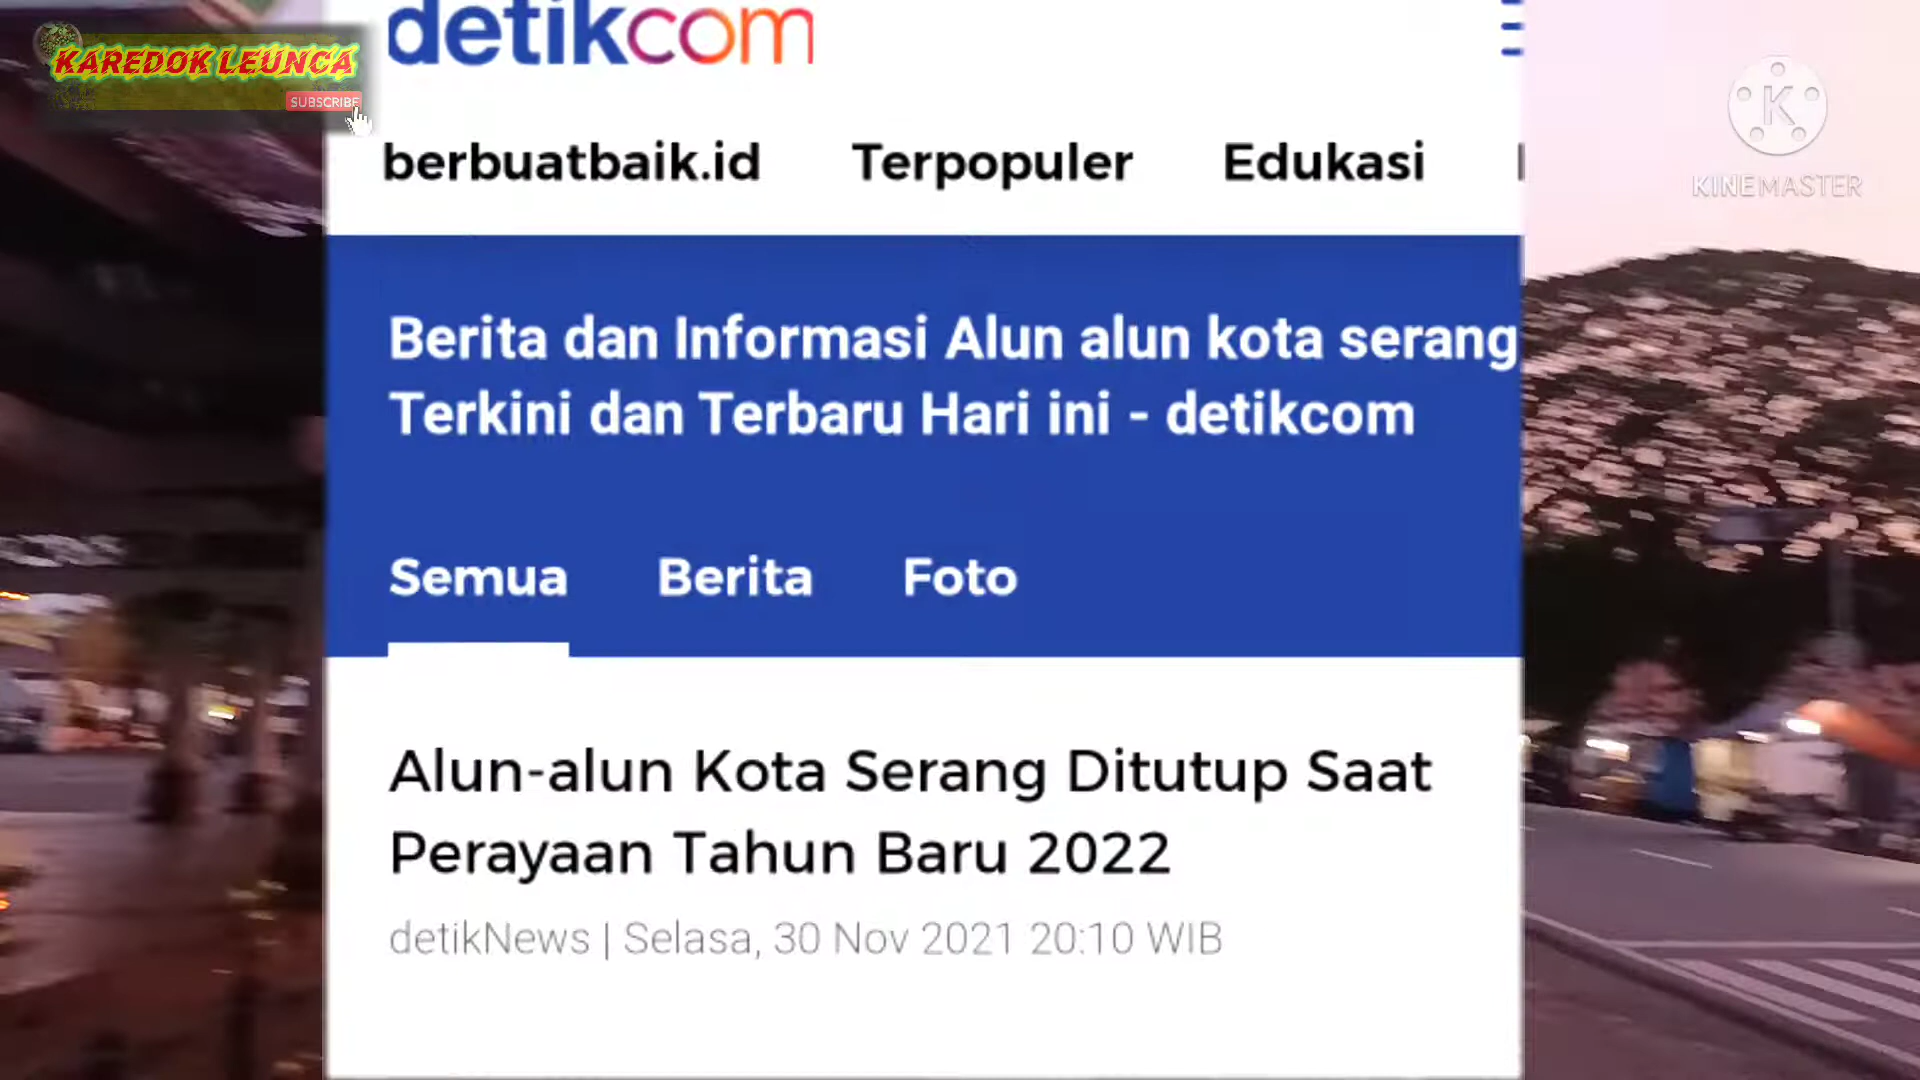 KAREDOK LEUNCA
SUBSCRIBE
detikcom
K
KINEMASTER
berbuatbaik.id Terpopuler Edukasi
Berita dan Informasi Alun alun kota serang
Terkini dan Terbaru Hari ini - detikcom
Semua Berita Foto
Alun-alun Kota Serang Ditutup Saat
Perayaan Tahun Baru 2022
detikNews | Selasa, 30 Nov 2021 20:10 WIB